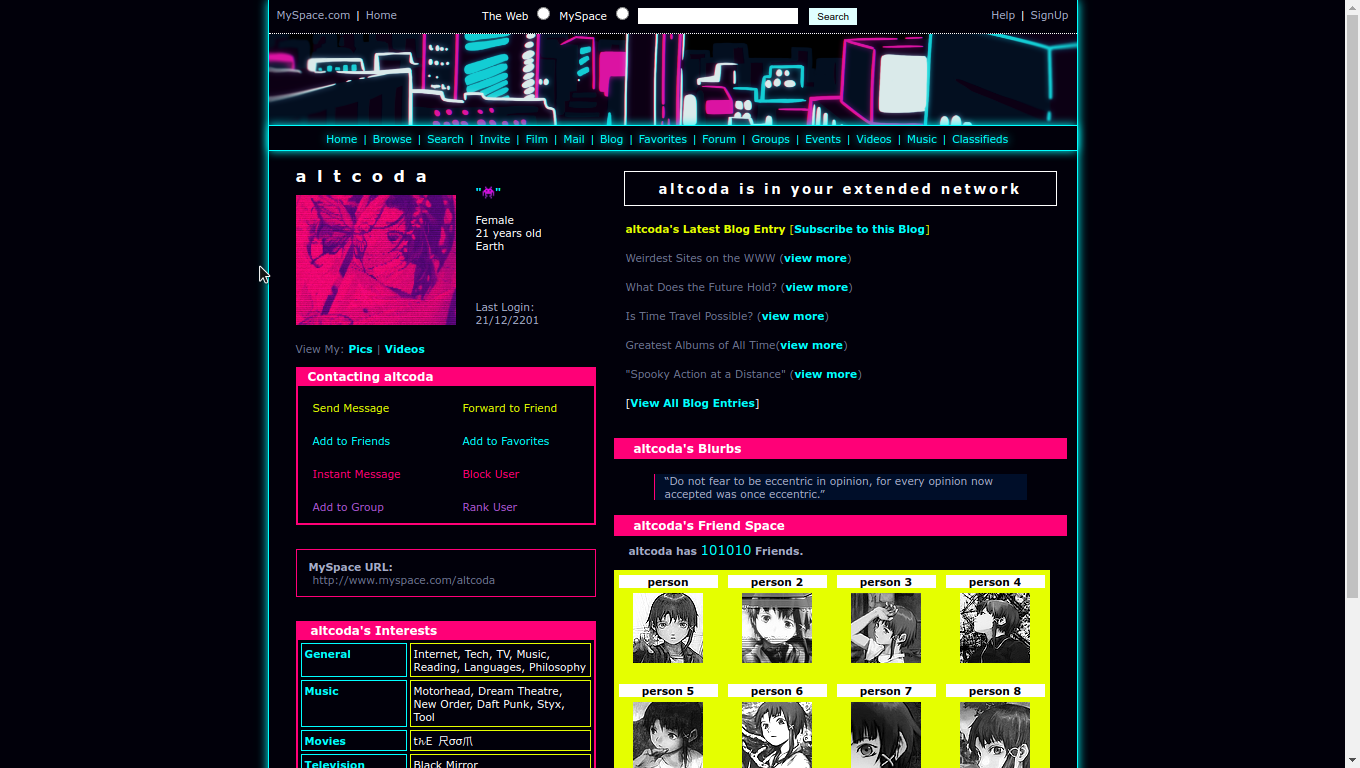 MySpace.com | Home
The Web MySpace Search
Help | SignUp
Home | Browse | Search | Invite | Film | Mail | Blog | Favorites | Forum | Groups | Events | Videos | Music | Classifieds
altcoda
"👾"
Female
21 years old
Earth
Last Login:
21/12/2201
View My: Pics | Videos
Contacting altcoda
Send Message Forward to Friend
Add to Friends Add to Favorites
Instant Message Block User
Add to Group Rank User
MySpace URL:
http://www.myspace.com/altcoda
altcoda's Interests
General Internet, Tech, TV, Music,
Reading, Languages, Philosophy
Music Motorhead, Dream Theatre,
New Order, Daft Punk, Styx,
Tool
Movies
Television Black Mirror
altcoda is in your extended network
altcoda's Latest Blog Entry [Subscribe to this Blog]
Weirdest Sites on the WWW (view more)
What Does the Future Hold? (view more)
Is Time Travel Possible? (view more)
Greatest Albums of All Time(view more)
"Spooky Action at a Distance" (view more)
[View All Blog Entries]
altcoda's Blurbs
“Do not fear to be eccentric in opinion, for every opinion now
accepted was once eccentric.”
altcoda's Friend Space
altcoda has 101010 Friends.
person person 2 person 3 person 4
person 5 person 6 person 7 person 8